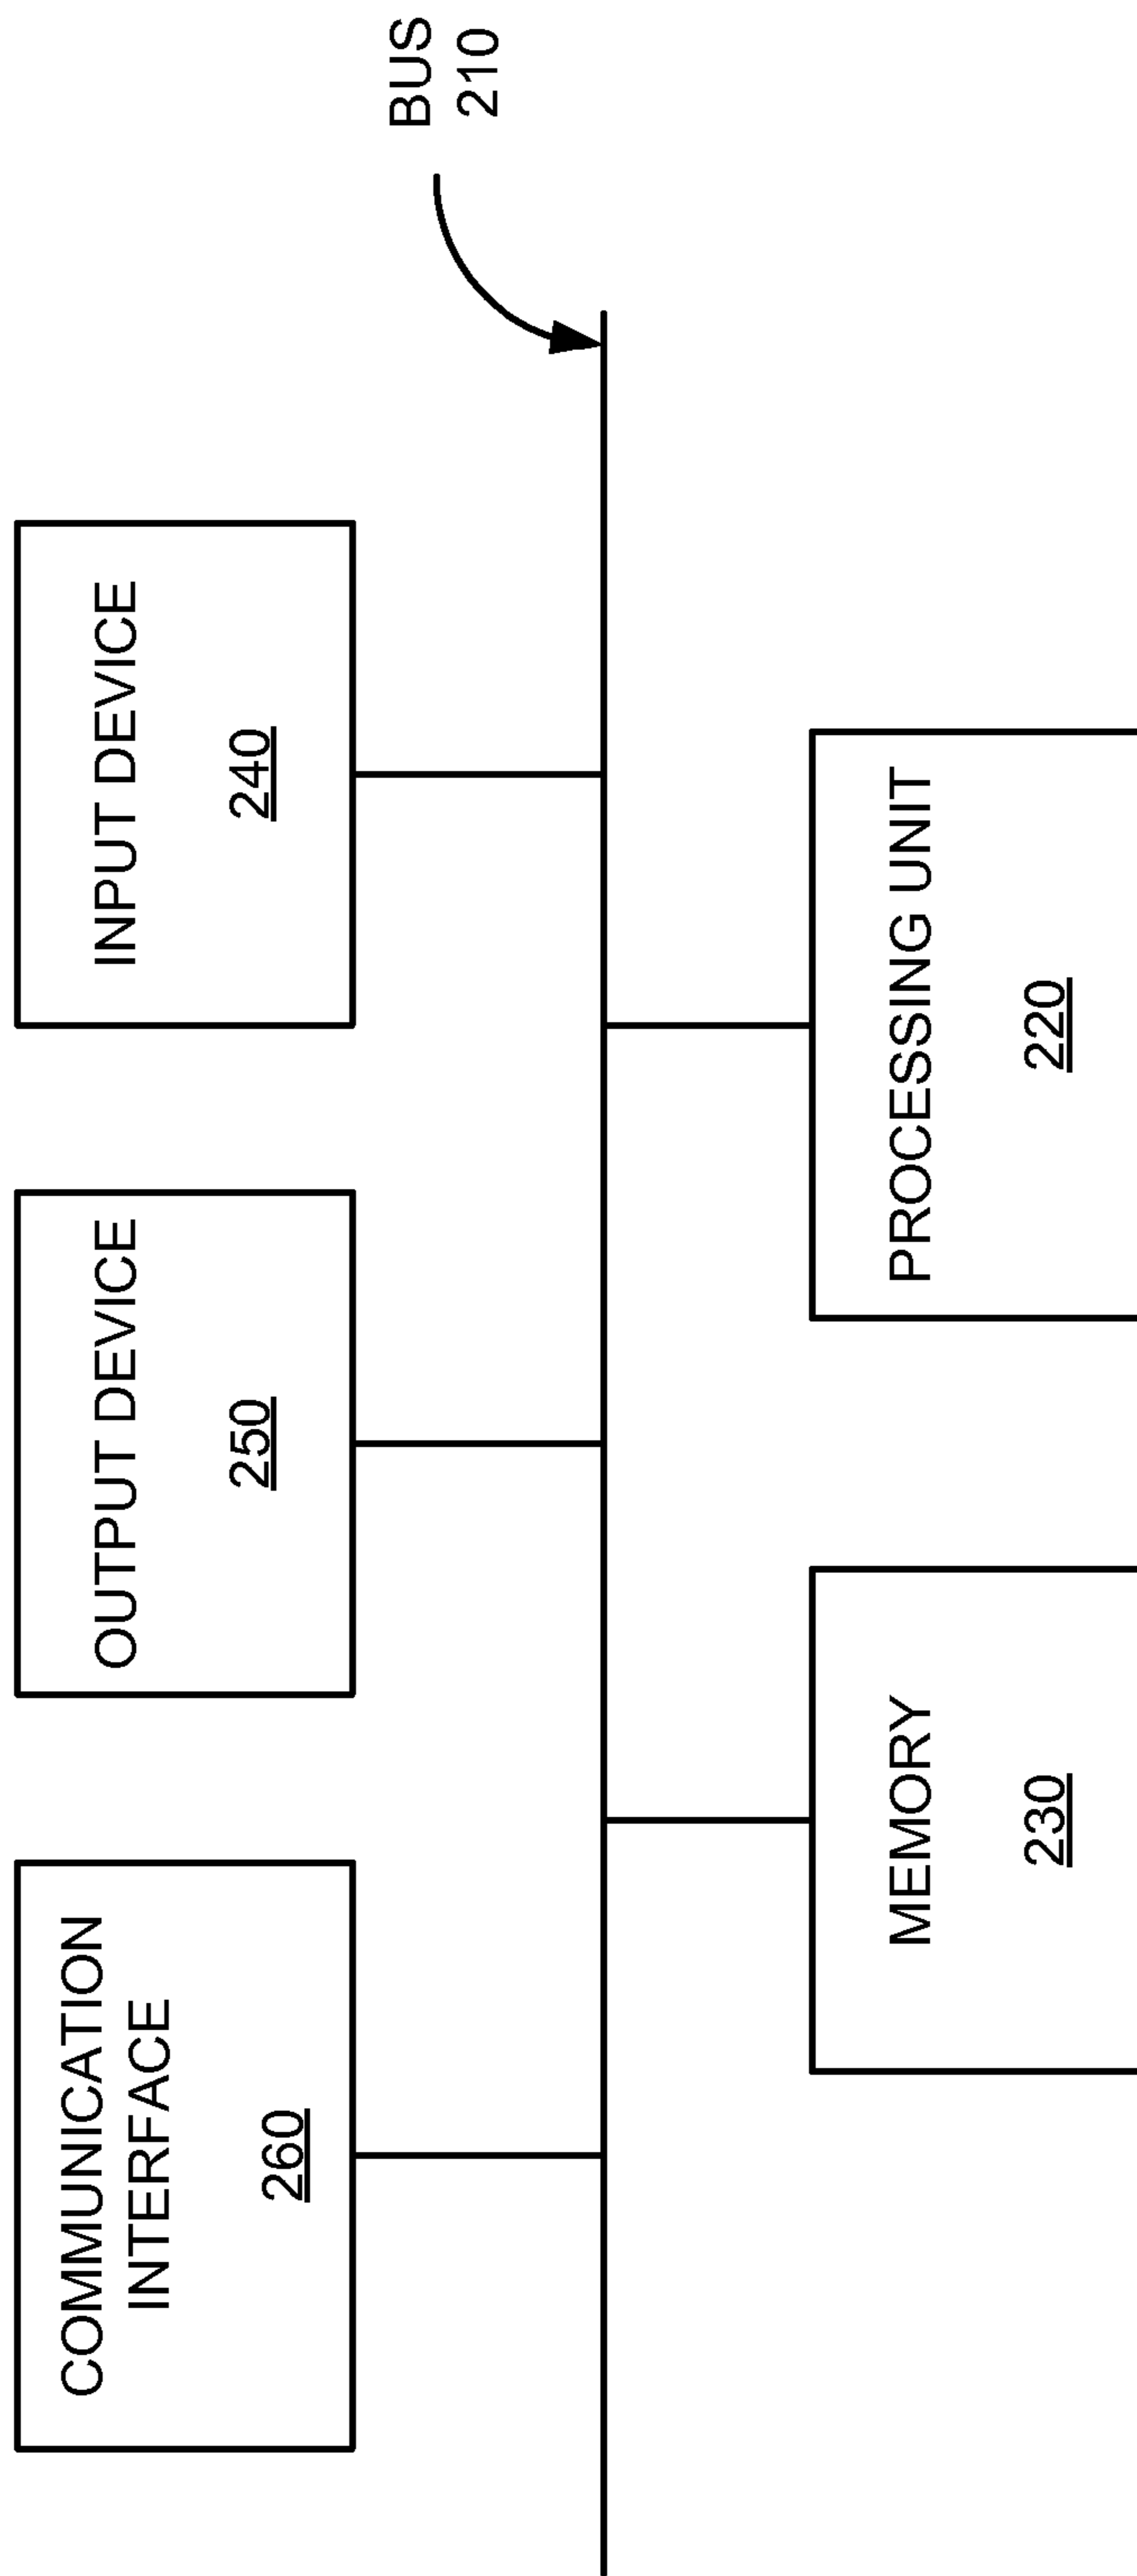 COMMUNICATION
INTERFACE
260
OUTPUT DEVICE
250
INPUT DEVICE
240
BUS
210
MEMORY
230
PROCESSING UNIT
220